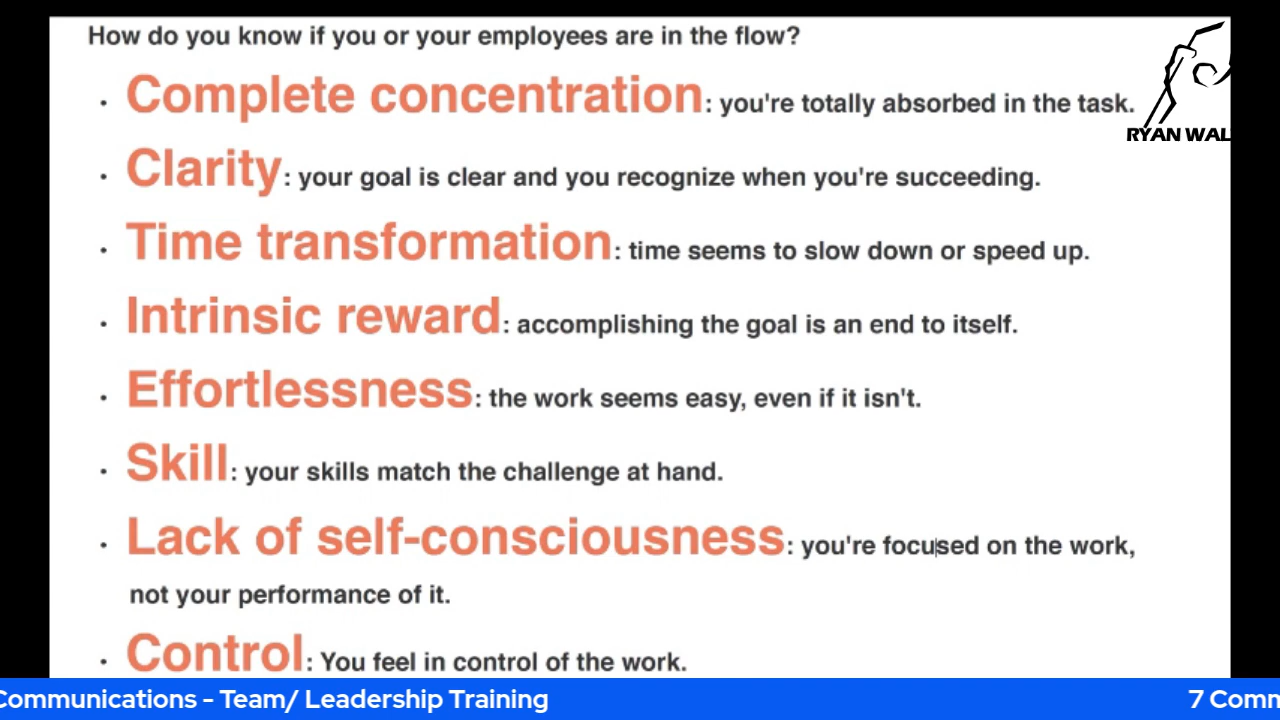 How do you know if you or your employees are in the flow?
• Complete concentration: you're totally absorbed in the task.
RYAN WAL
• Clarity: your goal is clear and you recognize when you're succeeding.
• Time transformation: time seems to slow down or speed up.
• Intrinsic reward: accomplishing the goal is an end to itself.
• Effortlessness: the work seems easy, even if it isn't.
• Skill: your skills match the challenge at hand.
• Lack of self-consciousness: you're focused on the work,
not your performance of it.
• Control: You feel in control of the work.
Communications - Team/ Leadership Training
7 Comm